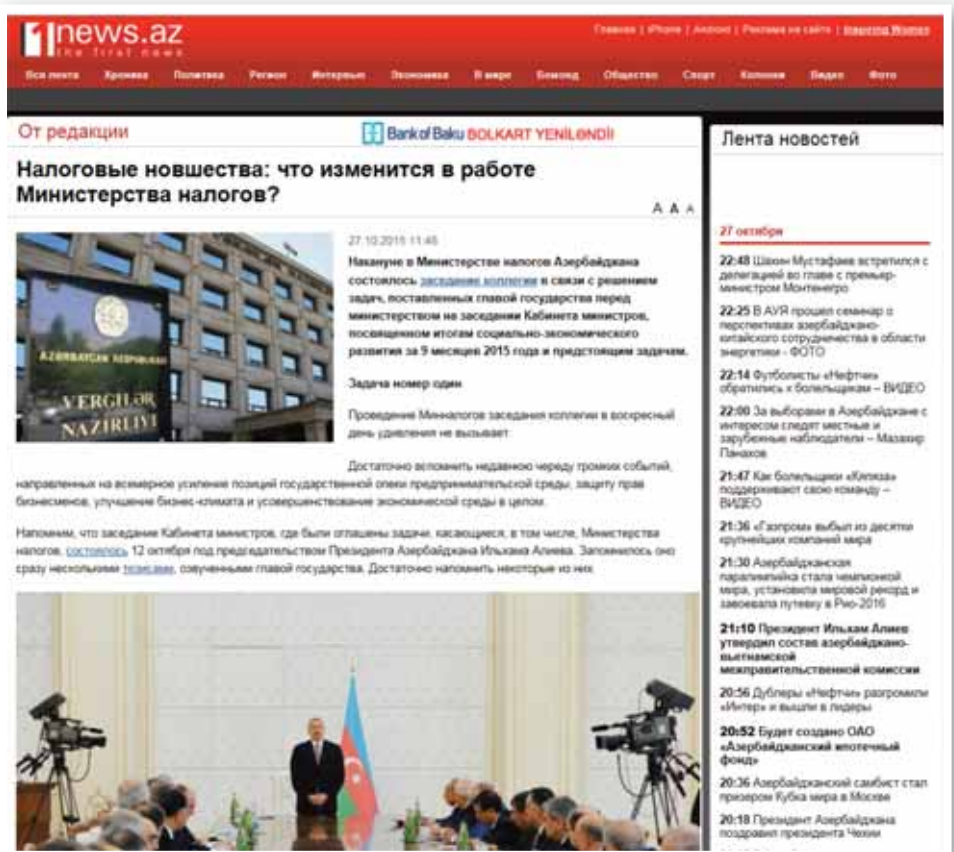 1news.az
the first news
Главная | iPhone | Android | Реклама на сайте | Inspiring Women
Вся лента Хроника Политика Регион Интервью Экономика В мире Бомонд Общество Спорт Колонки Видео Фото
От редакции
Bank of Baku BOLKART YENİLƏNDİ!
Налоговые новшества: что изменится в работе
Министерства налогов?
A A A
27.10.2015 11:48
Накануне в Министерстве налогов Азербайджана
состоялось заседание коллегии в связи с решением
задач, поставленных главой государства перед
министерством на заседании Кабинета министров,
посвященном итогам социально-экономического
развития за 9 месяцев 2015 года и предстоящим задачам.
Задача номер один
Проведение Минналогов заседания коллегии в воскресный
день удивления не вызывает.
Достаточно вспомнить недавнюю череду громких событий,
направленных на всемерное усиление позиций государственной опеки предпринимательской среды, защиту прав
бизнесменов, улучшение бизнес-климата и усовершенствование экономической среды в целом.
Напомним, что заседание Кабинета министров, где были оглашены задачи, касающиеся, в том числе, Министерства
налогов, состоялось 12 октября под председательством Президента Азербайджана Ильхама Алиева. Запомнилось оно
сразу несколькими тезисами, озвученными главой государства. Достаточно напомнить некоторые из них.
AZƏRBAYCAN RESPUBLİKASI
VERGİLƏR
NAZİRLİYİ
Лента новостей
27 октября
22:48 Шахин Мустафаев встретился с
делегацией во главе с премьер-
министром Монтенегро
22:25 В АУЯ прошел семинар о
перспективах азербайджано-
китайского сотрудничества в области
энергетики - ФОТО
22:14 Футболисты «Нефтчи»
обратились к болельщикам – ВИДЕО
22:00 За выборами в Азербайджане с
интересом следят местные и
зарубежные наблюдатели – Мазахир
Панахов
21:47 Как болельщики «Кяпаза»
поддерживают свою команду –
ВИДЕО
21:36 «Газпром» выбыл из десятки
крупнейших компаний мира
21:30 Азербайджанская
паралимпийка стала чемпионкой
мира, установила мировой рекорд и
завоевала путевку в Рио-2016
21:10 Президент Ильхам Алиев
утвердил состав азербайджано-
вьетнамской
межправительственной комиссии
20:56 Дублеры «Нефтчи» разгромили
«Интер» и вышли в лидеры
20:52 Будет создано ОАО
«Азербайджанский ипотечный
фонд»
20:36 Азербайджанский самбист стал
призером Кубка мира в Москве
20:18 Президент Азербайджана
поздравил президента Чехии